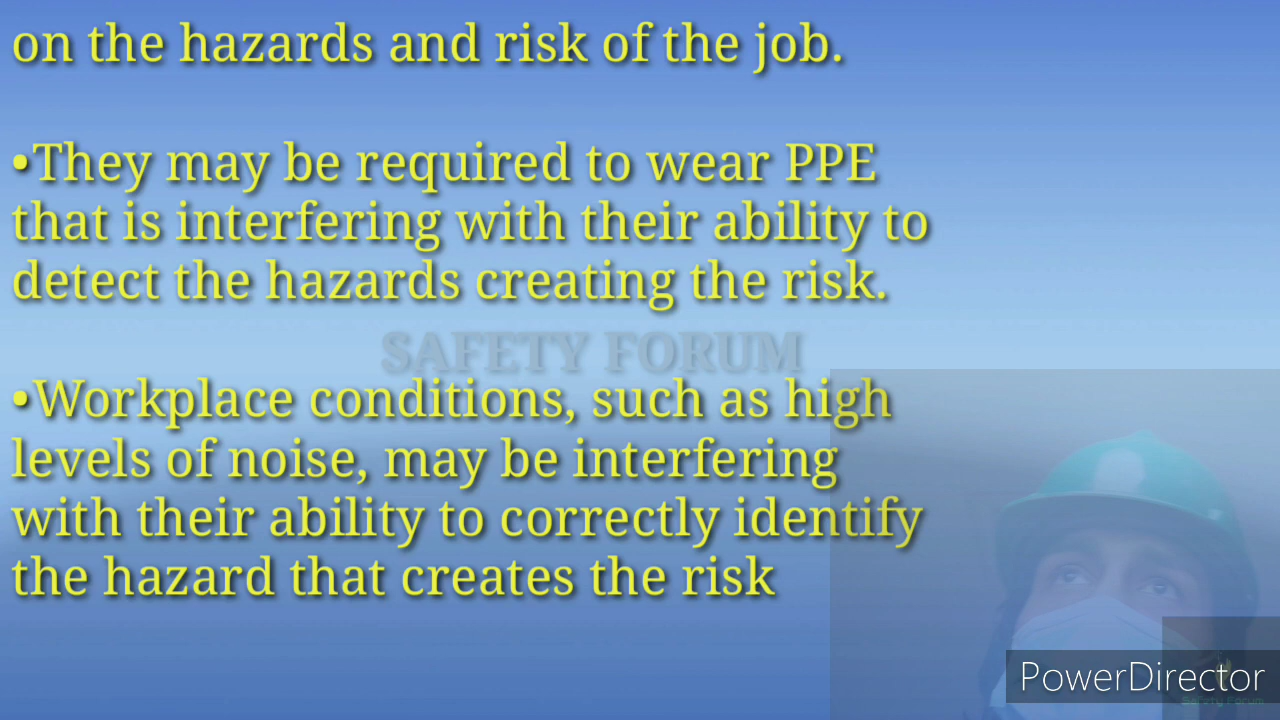 on the hazards and risk of the job.
•They may be required to wear PPE
that is interfering with their ability to
detect the hazards creating the risk.
SAFETY FORUM
•Workplace conditions, such as high
levels of noise, may be interfering
with their ability to correctly identify
the hazard that creates the risk
PowerDirector
Safety Forum